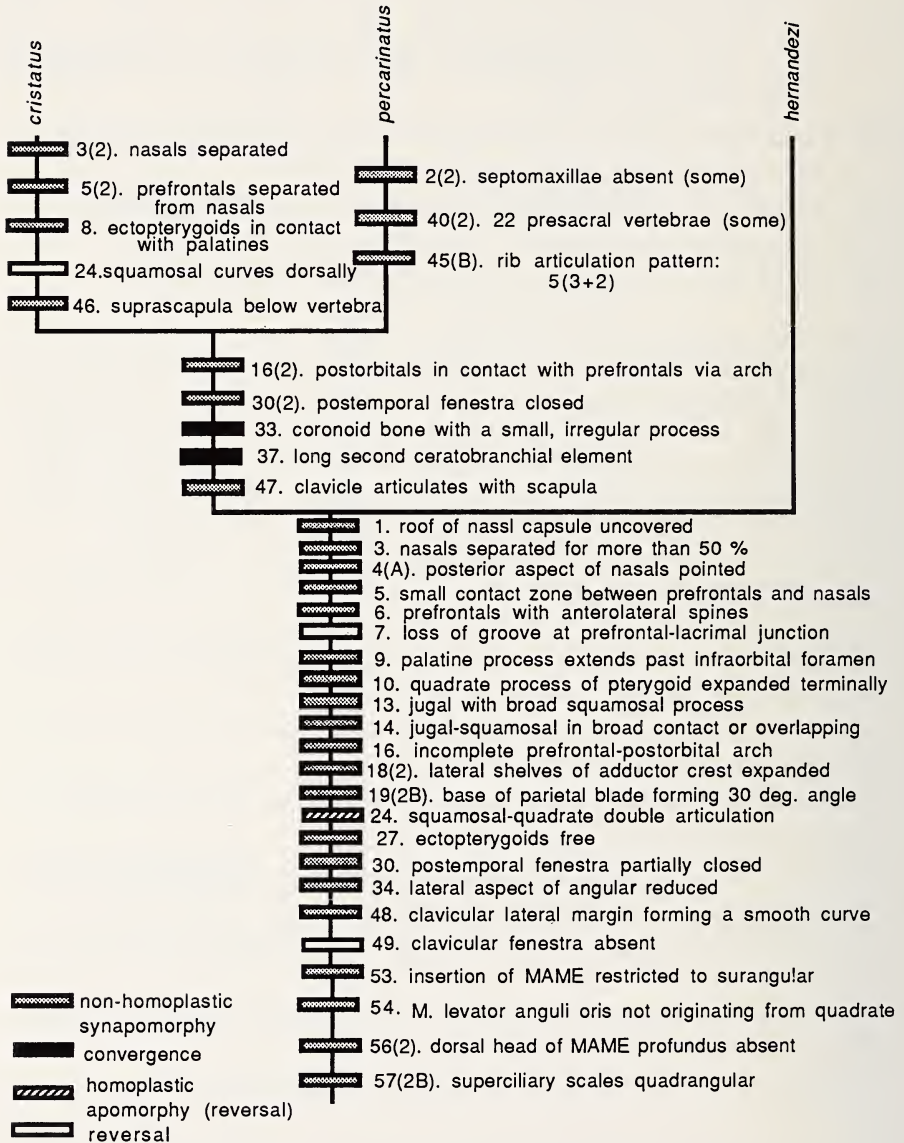 cristatus
percarinatus
hernandezi
3(2). nasals separated
5(2). prefrontals separated
from nasals
8. ectopterygoids in contact
with palatines
24.squamosal curves dorsally
46. suprascapula below vertebra
2(2). septomaxillae absent (some)
40(2). 22 presacral vertebrae (some)
45(B). rib articulation pattern:
5(3+2)
16(2). postorbitals in contact with prefrontals via arch
30(2). postemporal fenestra closed
33. coronoid bone with a small, irregular process
37. long second ceratobranchial element
47. clavicle articulates with scapula
1. roof of nassl capsule uncovered
3. nasals separated for more than 50 %
4(A). posterior aspect of nasals pointed
5. small contact zone between prefrontals and nasals
6. prefrontals with anterolateral spines
7. loss of groove at prefrontal-lacrimal junction
9. palatine process extends past infraorbital foramen
10. quadrate process of pterygoid expanded terminally
13. jugal with broad squamosal process
14. jugal-squamosal in broad contact or overlapping
16. incomplete prefrontal-postorbital arch
18(2). lateral shelves of adductor crest expanded
19(2B). base of parietal blade forming 30 deg. angle
24. squamosal-quadrate double articulation
27. ectopterygoids free
30. postemporal fenestra partially closed
34. lateral aspect of angular reduced
48. clavicular lateral margin forming a smooth curve
49. clavicular fenestra absent
53. insertion of MAME restricted to surangular
54. M. levator anguli oris not originating from quadrate
56(2). dorsal head of MAME profundus absent
57(2B). superciliary scales quadrangular
non-homoplastic
synapomorphy
convergence
homoplastic
apomorphy (reversal)
reversal